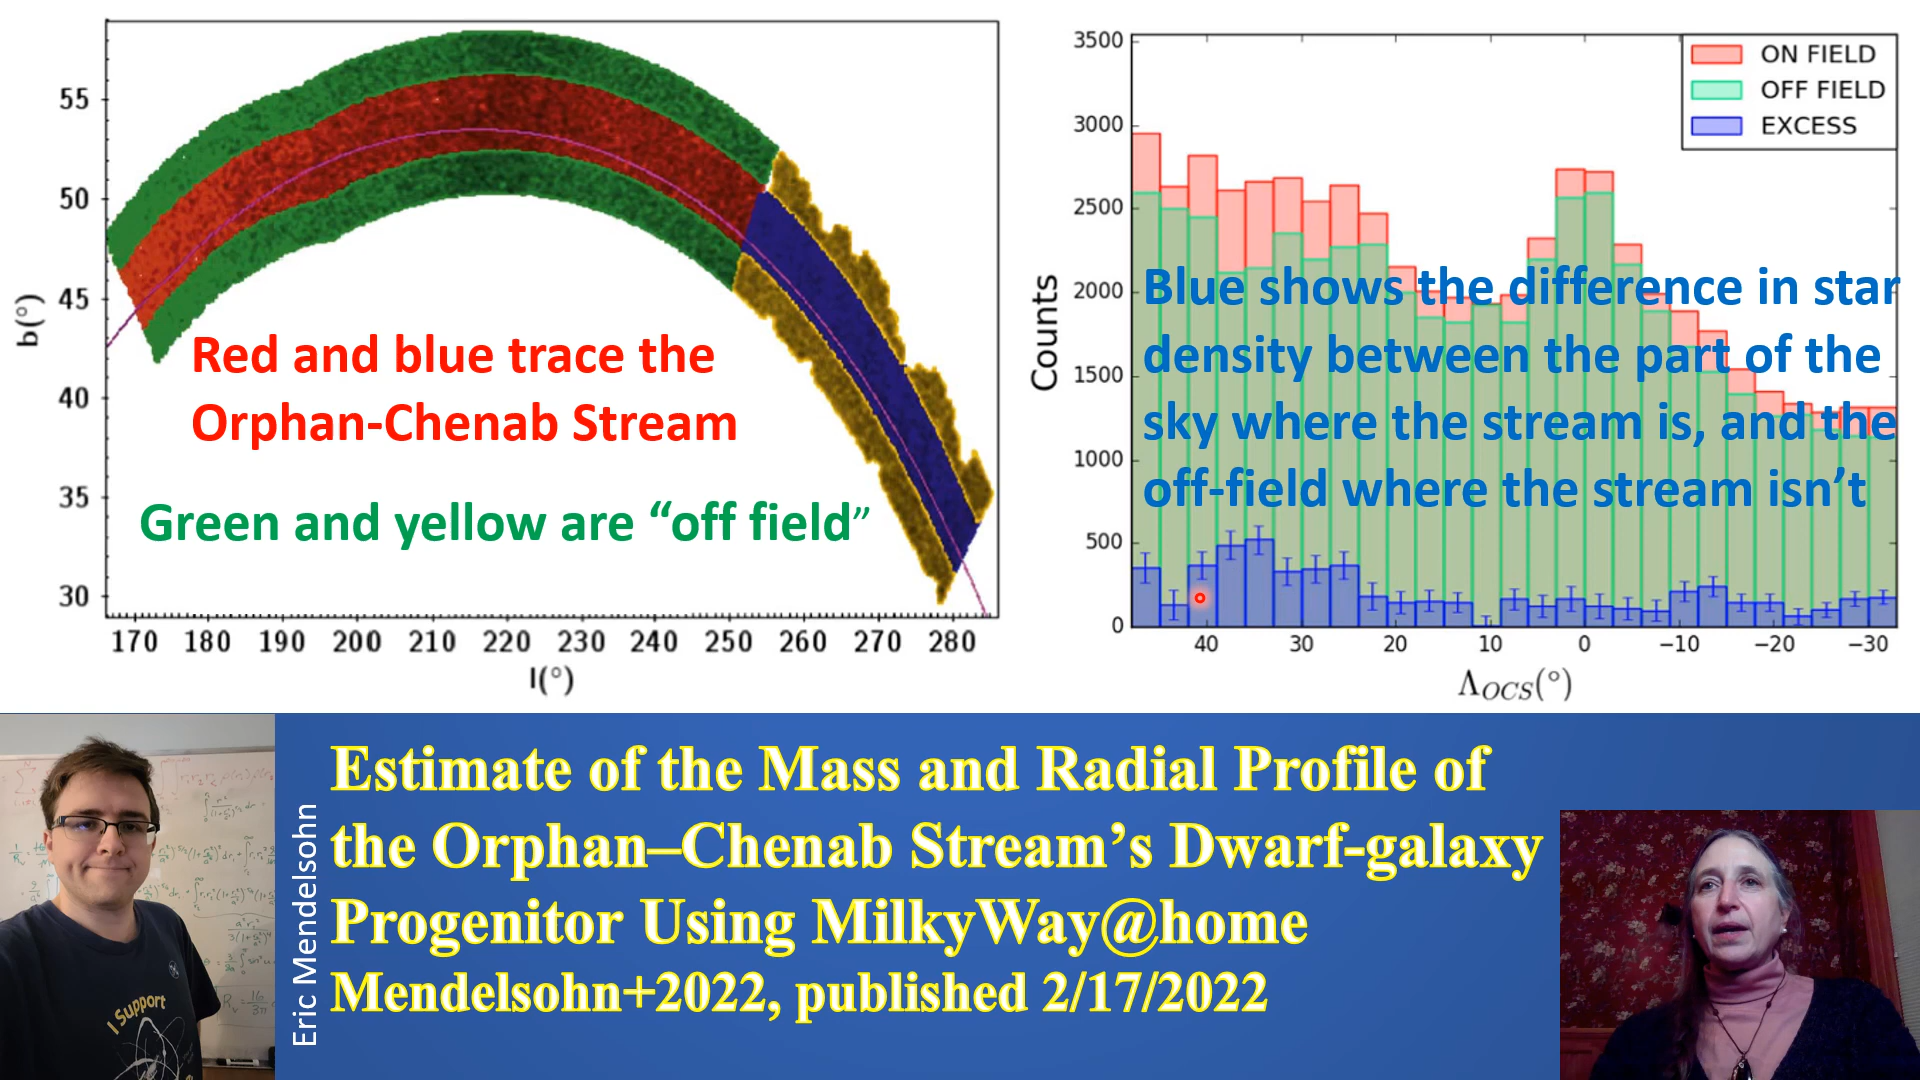 55
50
45
40
35
30
b(°)
170 180 190 200 210 220 230 240 250 260 270 280
l(°)
Red and blue trace the
Orphan-Chenab Stream
Green and yellow are “off field”
3500
3000
2500
2000
1500
1000
500
0
Counts
40 30 20 10 0 −10 −20 −30
Λ_OCS(°)
ON FIELD
OFF FIELD
EXCESS
Blue shows the difference in star
density between the part of the
sky where the stream is, and the
off-field where the stream isn’t
Eric Mendelsohn
Estimate of the Mass and Radial Profile of
the Orphan–Chenab Stream’s Dwarf-galaxy
Progenitor Using MilkyWay@home
Mendelsohn+2022, published 2/17/2022
I Support